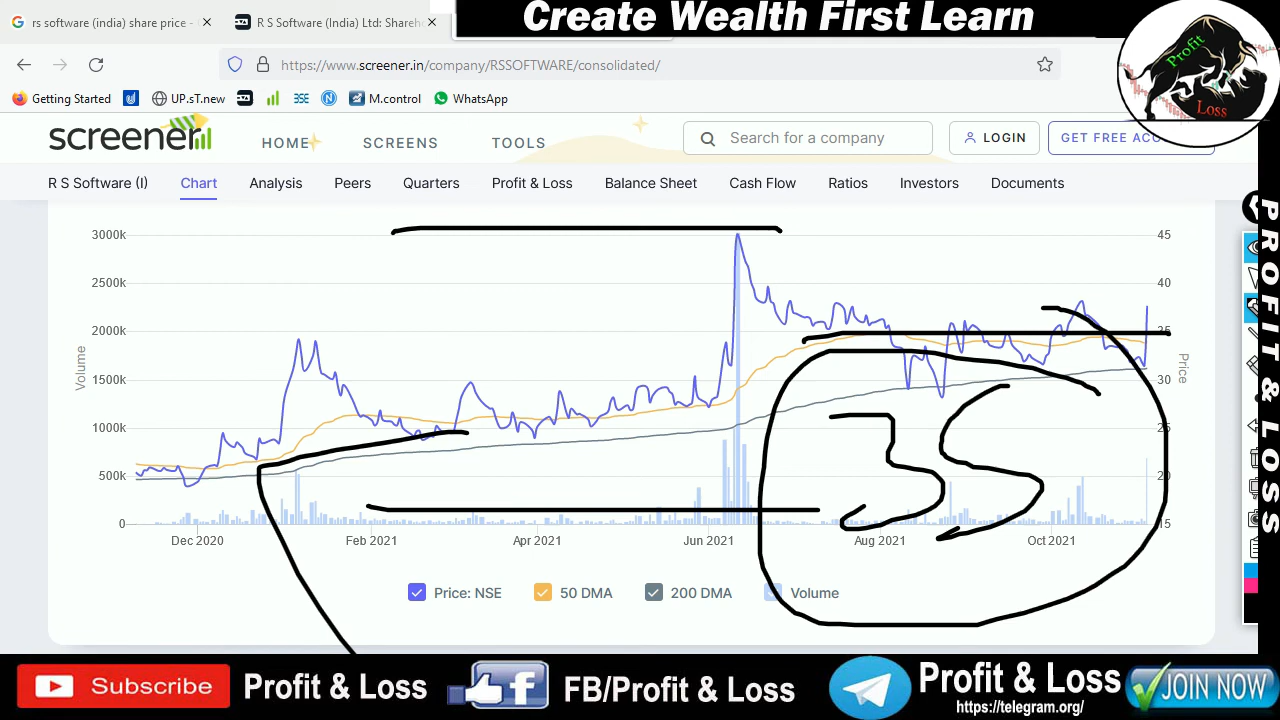 Create Wealth First Learn
rs software (india) share price - 
R S Software (India) Ltd: Shareh
https://www.screener.in/company/RSSOFTWARE/consolidated/
Getting Started
UP.sT.new
M.control
WhatsApp
Profit
Loss
screener
HOME
SCREENS
TOOLS
Search for a company
LOGIN
GET FREE ACC
R S Software (I)
Chart
Analysis
Peers
Quarters
Profit & Loss
Balance Sheet
Cash Flow
Ratios
Investors
Documents
3000k
2500k
2000k
1500k
1000k
500k
0
Volume
45
40
35
30
25
20
15
Price
35
Dec 2020
Feb 2021
Apr 2021
Jun 2021
Aug 2021
Oct 2021
Price: NSE
50 DMA
200 DMA
Volume
PROFIT & LOSS
Subscribe
Profit & Loss
f
FB/Profit & Loss
Profit & Loss
https://telegram.org/
JOIN NOW